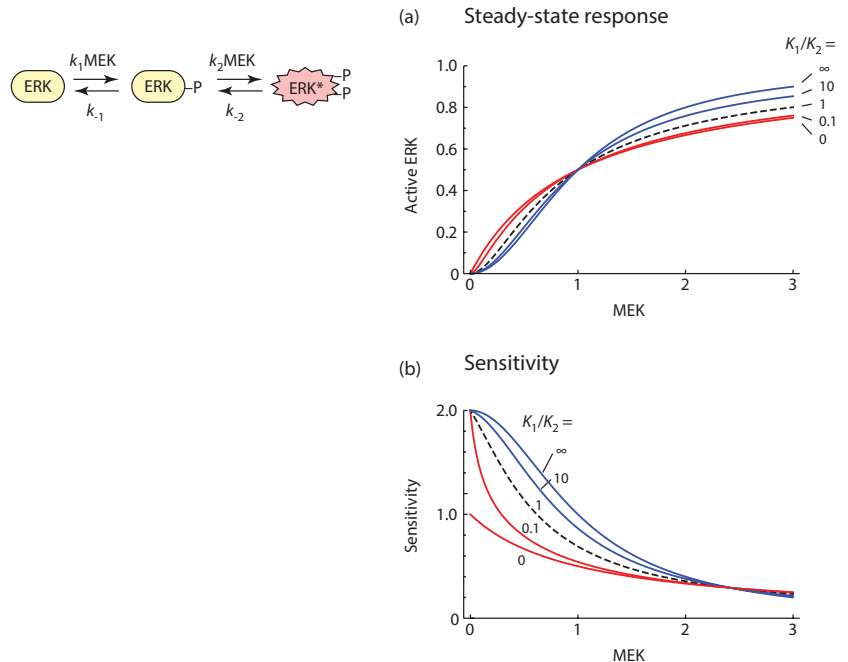 k₁MEK
k₂MEK
ERK
ERK
–P
ERK*
–P
–P
k₋₁
k₋₂
(a) Steady-state response
K₁/K₂ =
∞
10
1
0.1
0
1.0
0.8
0.6
0.4
0.2
0
Active ERK
0 1 2 3
MEK
(b) Sensitivity
K₁/K₂ =
∞
10
1
0.1
0
2.0
1.0
0
Sensitivity
0 1 2 3
MEK